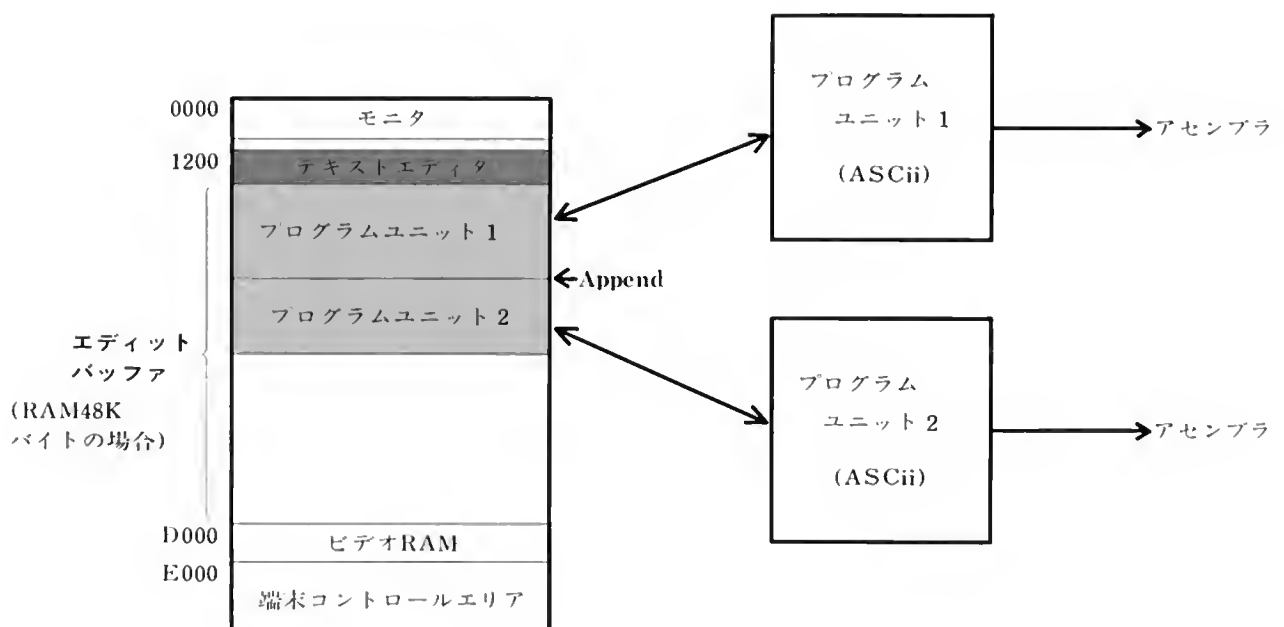 0000
モニタ
1200
テキストエディタ
プログラムユニット1
Append
プログラムユニット2
エディット
バッファ
(RAM48K
バイトの場合)
D000
ビデオRAM
E000
端末コントロールエリア
プログラム
ユニット1
(ASCii)
アセンブラ
プログラム
ユニット2
(ASCii)
アセンブラ